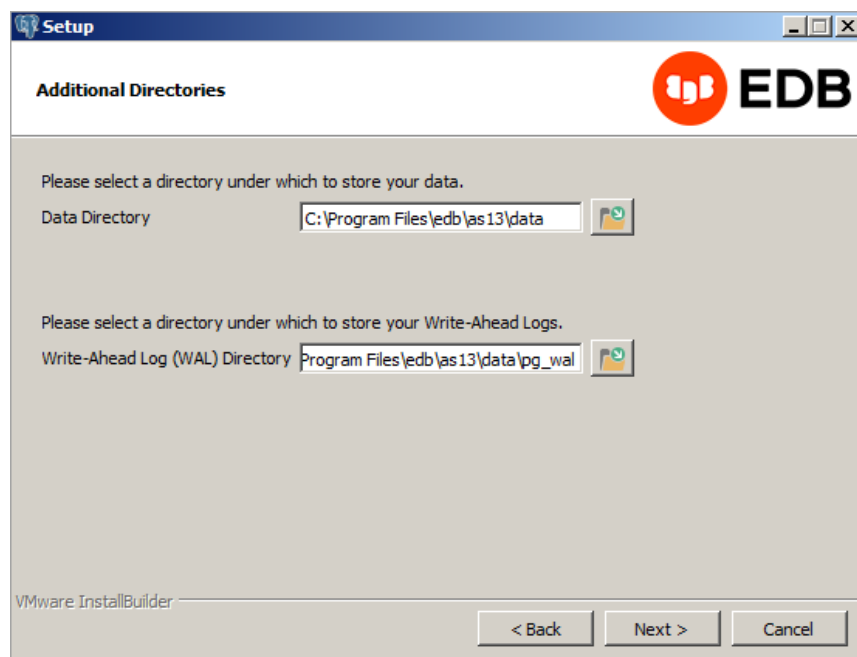 Setup
Additional Directories
EDB
Please select a directory under which to store your data.
Data Directory C:\Program Files\edb\as13\data
Please select a directory under which to store your Write-Ahead Logs.
Write-Ahead Log (WAL) Directory Program Files\edb\as13\data\pg_wal
VMware InstallBuilder
< Back Next > Cancel